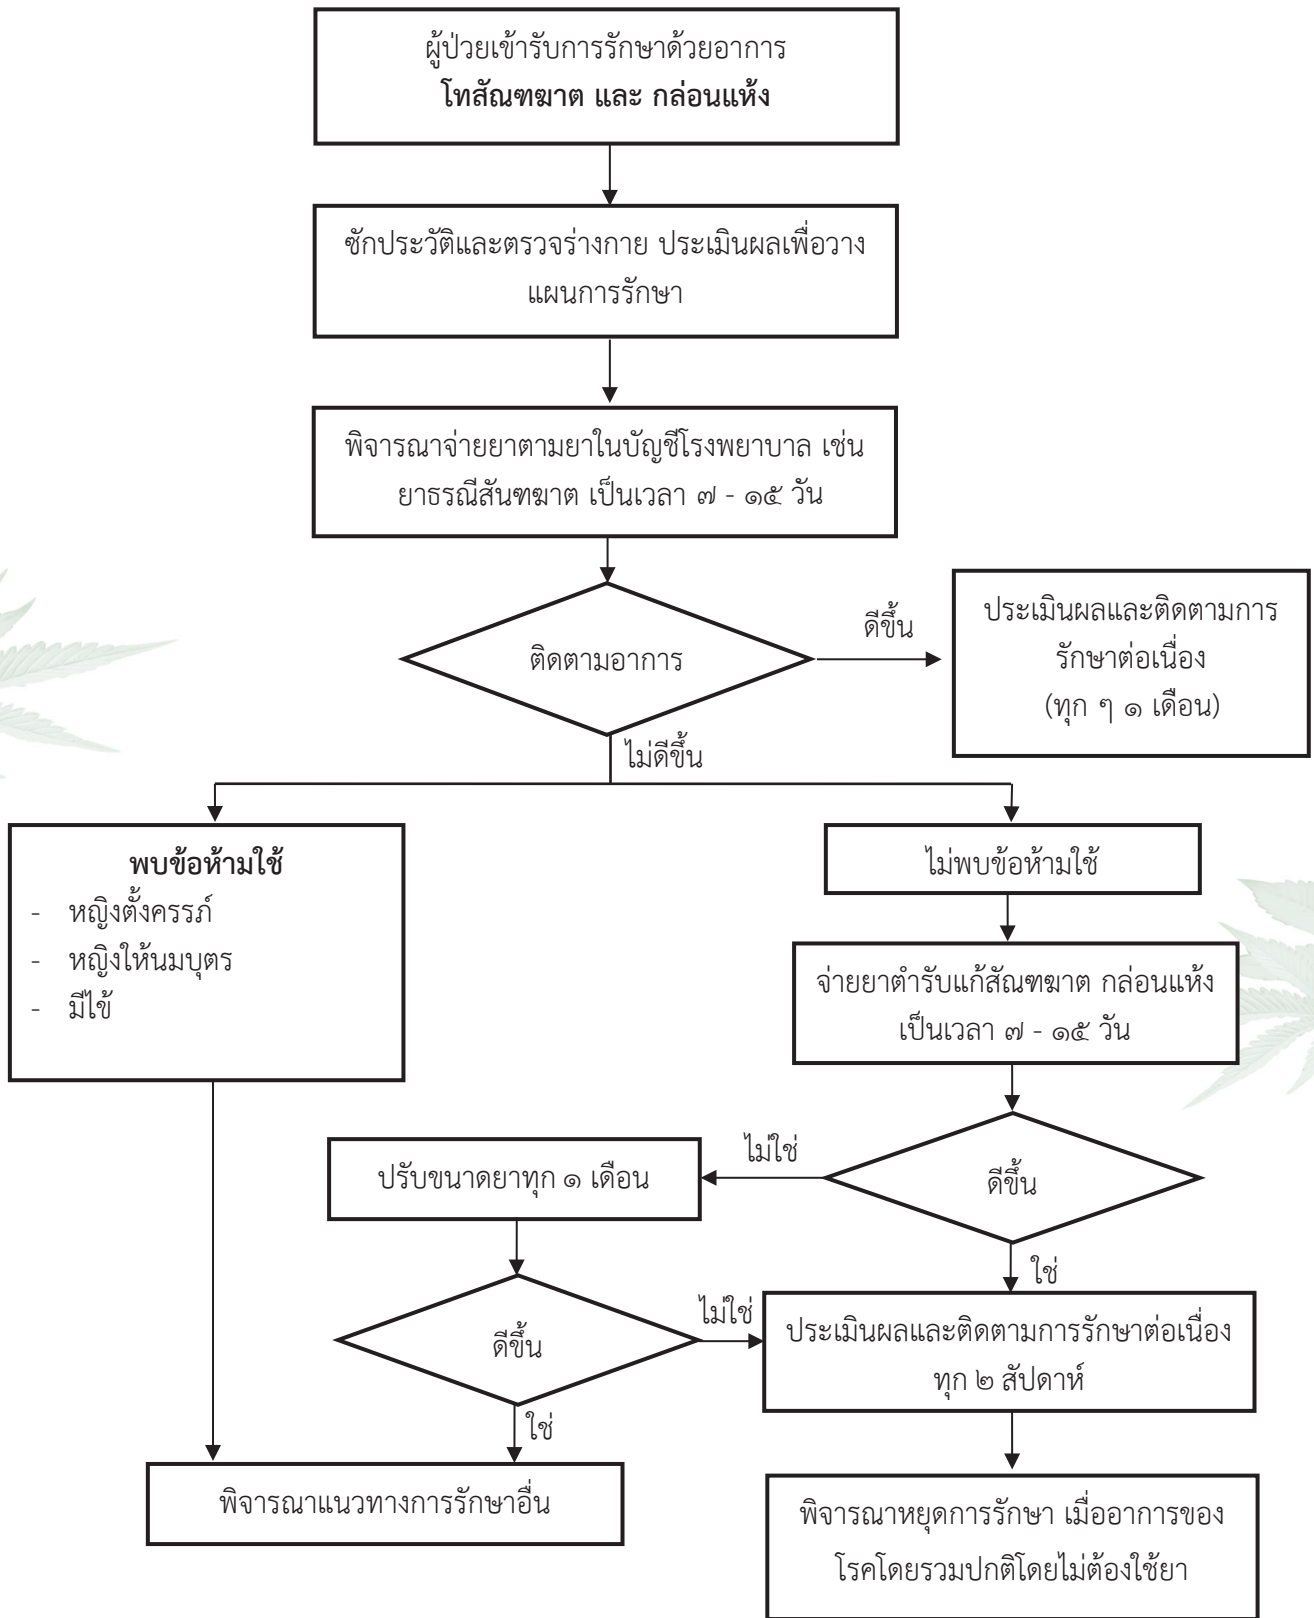 ผู้ป่วยเข้ารับการรักษาด้วยอาการ
โทสัณฑฆาต และ กล่อนแห้ง
ซักประวัติและตรวจร่างกาย ประเมินผลเพื่อวาง
แผนการรักษา
พิจารณาจ่ายยาตามยาในบัญชีโรงพยาบาล เช่น
ยาธรณีสันฑฆาต เป็นเวลา ๗ - ๑๕ วัน
ติดตามอาการ
ดีขึ้น
ประเมินผลและติดตามการ
รักษาต่อเนื่อง
(ทุก ๆ ๑ เดือน)
ไม่ดีขึ้น
พบข้อห้ามใช้
- หญิงตั้งครรภ์
- หญิงให้นมบุตร
- มีไข้
ไม่พบข้อห้ามใช้
จ่ายยาตำรับแก้สัณฑฆาต กล่อนแห้ง
เป็นเวลา ๗ - ๑๕ วัน
ดีขึ้น
ไม่ใช่
ปรับขนาดยาทุก ๑ เดือน
ใช่
ดีขึ้น
ไม่ใช่
ประเมินผลและติดตามการรักษาต่อเนื่อง
ทุก ๒ สัปดาห์
ใช่
พิจารณาแนวทางการรักษาอื่น
พิจารณาหยุดการรักษา เมื่ออาการของ
โรคโดยรวมปกติโดยไม่ต้องใช้ยา